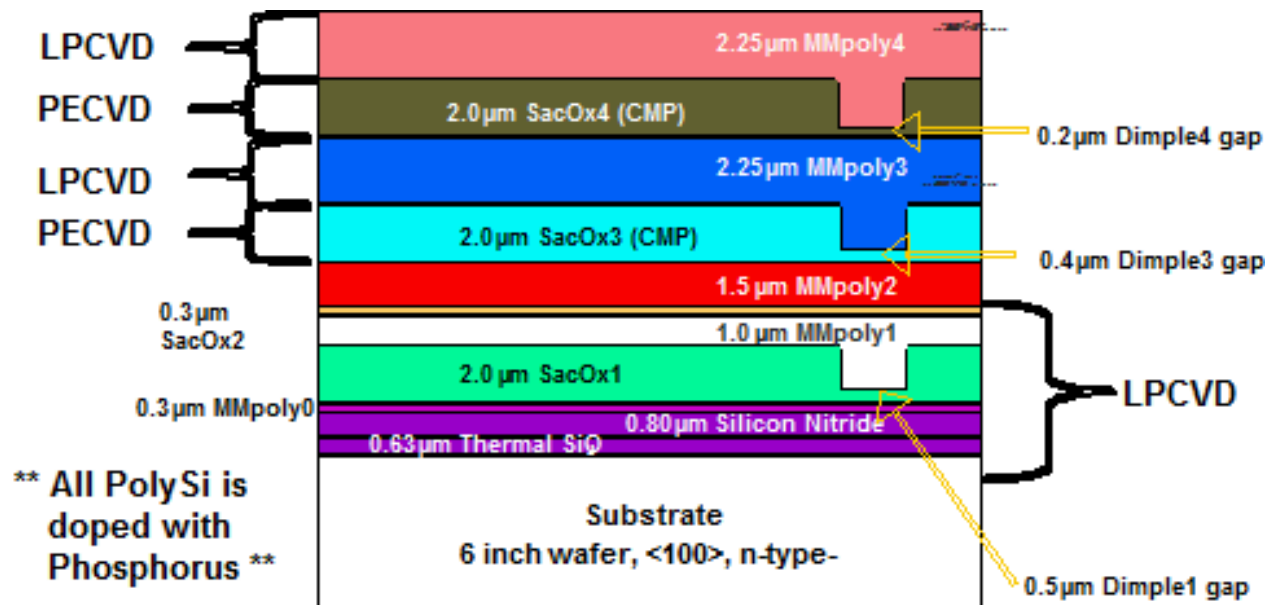 LPCVD
2.25µm MMpoly4
PECVD
2.0µm SacOx4 (CMP)
0.2µm Dimple4 gap
LPCVD
2.25µm MMpoly3
PECVD
2.0µm SacOx3 (CMP)
0.4µm Dimple3 gap
1.5 µm MMpoly2
0.3µm
SacOx2
1.0 µm MMpoly1
2.0 µm SacOx1
LPCVD
0.3µm MMpoly0
0.80µm Silicon Nitride
0.63µm Thermal SiO
** All PolySi is
doped with
Phosphorus **
Substrate
6 inch wafer, <100>, n-type-
0.5µm Dimple1 gap